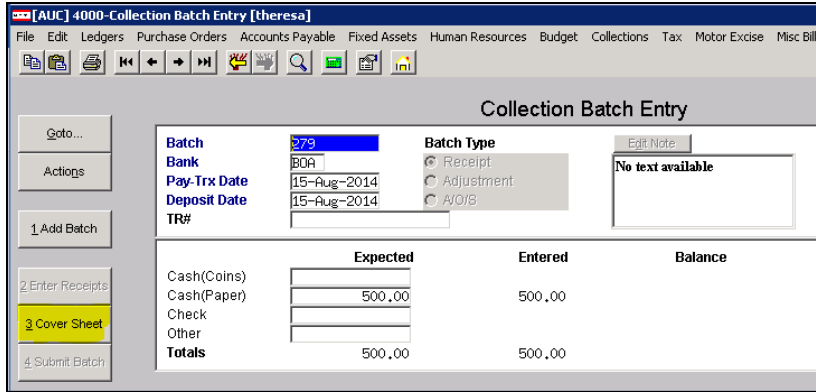 [AUC] 4000-Collection Batch Entry [theresa]
File Edit Ledgers Purchase Orders Accounts Payable Fixed Assets Human Resources Budget Collections Tax Motor Excise Misc Bil
Collection Batch Entry
Goto...
Actions
1 Add Batch
2 Enter Receipts
3 Cover Sheet
4 Submit Batch
Batch 279
Bank BOA
Pay-Trx Date 15-Aug-2014
Deposit Date 15-Aug-2014
TR#
Batch Type
Receipt
Adjustment
A/O/8
Edit Note
No text available
Expected Entered Balance
Cash(Coins)
Cash(Paper) 500.00 500.00
Check
Other
Totals 500.00 500.00